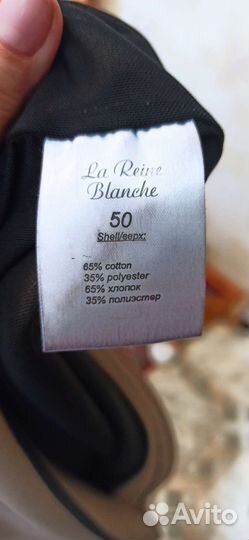 La Reine
Blanche
50
Shell/верх:
65% cotton
35% polyester
65% хлопок
35% полиэстер
Avito